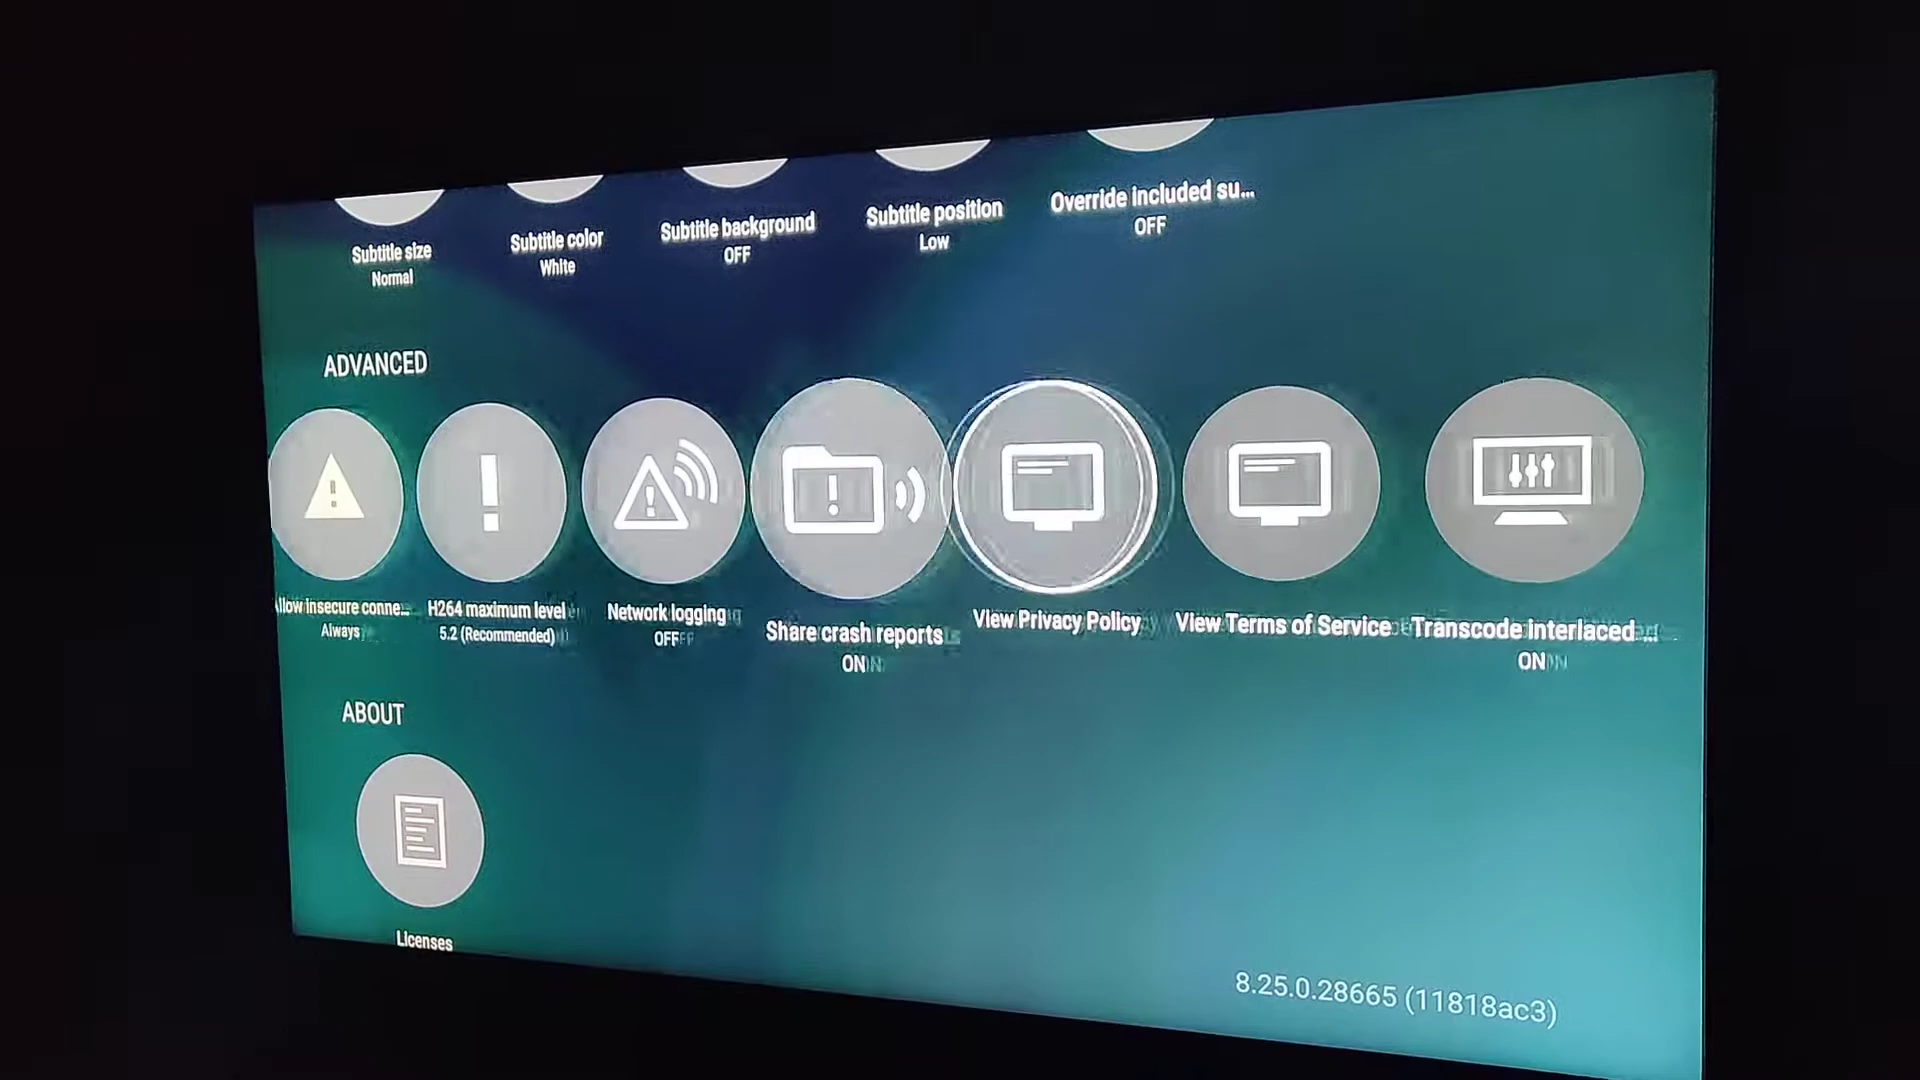 Subtitle size
Normal
Subtitle color
White
Subtitle background
OFF
Subtitle position
Low
Override included su...
OFF
ADVANCED
llow insecure conne...
Always
H264 maximum level
5.2 (Recommended)
Network logging
OFF
Share crash reports
ON
View Privacy Policy
View Terms of Service
Transcode interlaced ...
ON
ABOUT
Licenses
8.25.0.28665 (11818ac3)